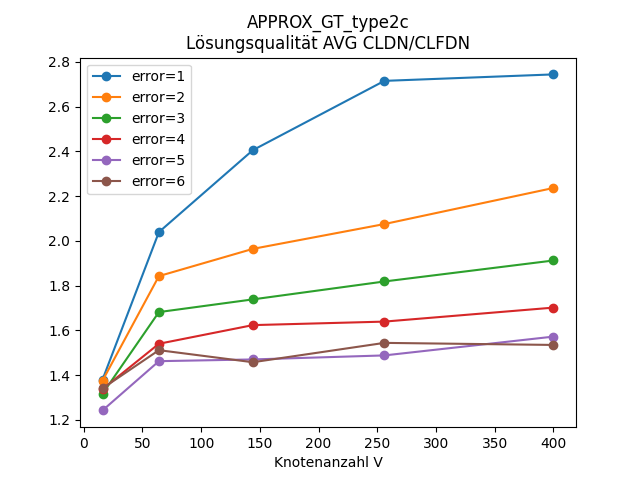 APPROX_GT_type2c
Lösungsqualität AVG CLDN/CLFDN
2.8
2.6
2.4
2.2
2.0
1.8
1.6
1.4
1.2
error=1
error=2
error=3
error=4
error=5
error=6
0 50 100 150 200 250 300 350 400
Knotenanzahl V